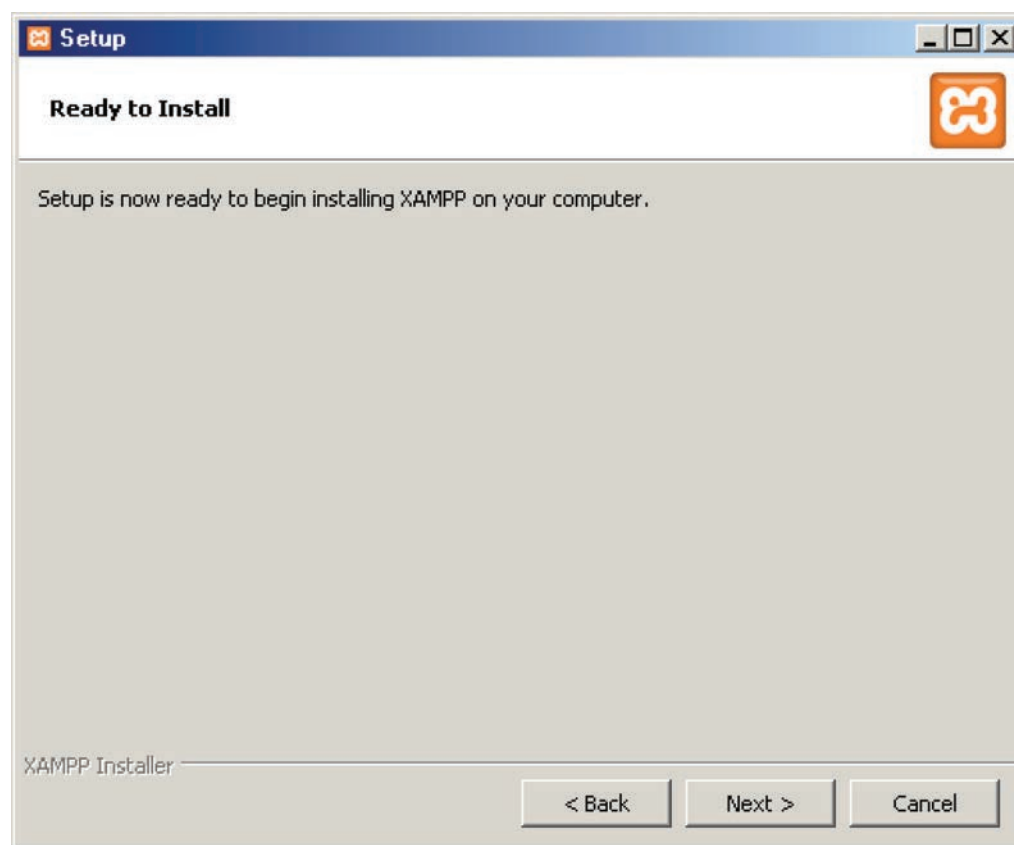 Setup
Ready to Install
Setup is now ready to begin installing XAMPP on your computer.
XAMPP Installer
< Back Next > Cancel